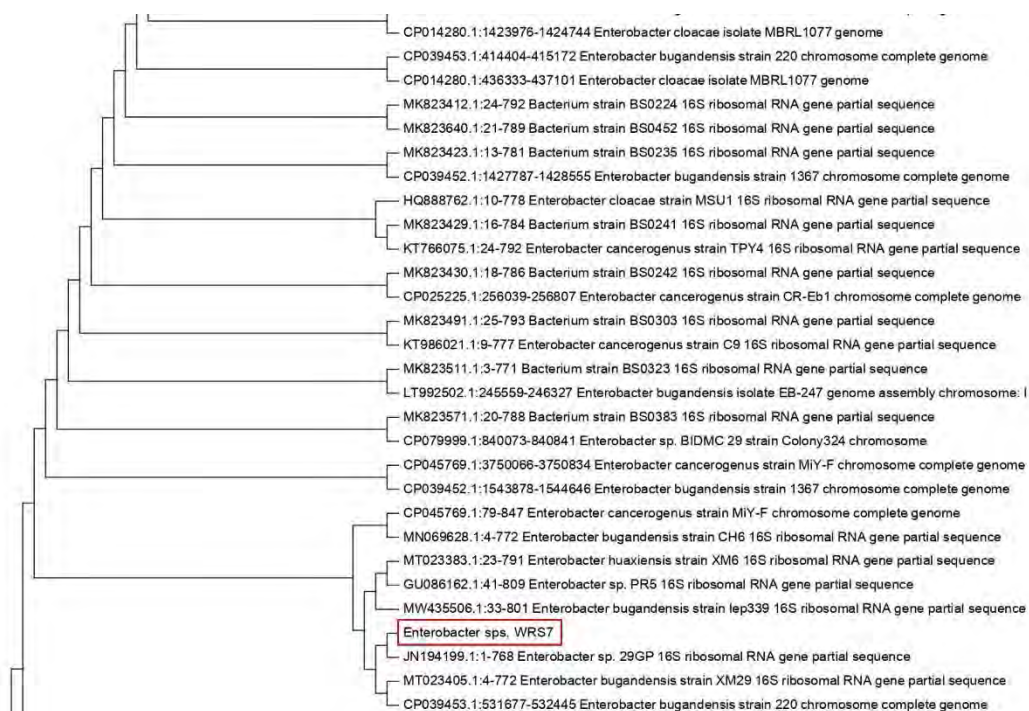 CP014280.1:1423976-1424744 Enterobacter cloacae isolate MBRL1077 genome
CP039453.1:414404-415172 Enterobacter bugandensis strain 220 chromosome complete genome
CP014280.1:436333-437101 Enterobacter cloacae isolate MBRL1077 genome
MK823412.1:24-792 Bacterium strain BS0224 16S ribosomal RNA gene partial sequence
MK823640.1:21-789 Bacterium strain BS0452 16S ribosomal RNA gene partial sequence
MK823423.1:13-781 Bacterium strain BS0235 16S ribosomal RNA gene partial sequence
CP039452.1:1427787-1428555 Enterobacter bugandensis strain 1367 chromosome complete genome
HQ888762.1:10-778 Enterobacter cloacae strain MSU1 16S ribosomal RNA gene partial sequence
MK823429.1:16-784 Bacterium strain BS0241 16S ribosomal RNA gene partial sequence
KT766075.1:24-792 Enterobacter cancerogenus strain TPY4 16S ribosomal RNA gene partial sequence
MK823430.1:18-786 Bacterium strain BS0242 16S ribosomal RNA gene partial sequence
CP025225.1:256039-256807 Enterobacter cancerogenus strain CR-Eb1 chromosome complete genome
MK823491.1:25-793 Bacterium strain BS0303 16S ribosomal RNA gene partial sequence
KT986021.1:9-777 Enterobacter cancerogenus strain C9 16S ribosomal RNA gene partial sequence
MK823511.1:3-771 Bacterium strain BS0323 16S ribosomal RNA gene partial sequence
LT992502.1:245559-246327 Enterobacter bugandensis isolate EB-247 genome assembly chromosome: I
MK823571.1:20-788 Bacterium strain BS0383 16S ribosomal RNA gene partial sequence
CP079999.1:840073-840841 Enterobacter sp. BIDMC 29 strain Colony324 chromosome
CP045769.1:3750066-3750834 Enterobacter cancerogenus strain MiY-F chromosome complete genome
CP039452.1:1543878-1544646 Enterobacter bugandensis strain 1367 chromosome complete genome
CP045769.1:79-847 Enterobacter cancerogenus strain MiY-F chromosome complete genome
MN069628.1:4-772 Enterobacter bugandensis strain CH6 16S ribosomal RNA gene partial sequence
MT023383.1:23-791 Enterobacter huaxiensis strain XM6 16S ribosomal RNA gene partial sequence
GU086162.1:41-809 Enterobacter sp. PR5 16S ribosomal RNA gene partial sequence
MW435506.1:33-801 Enterobacter bugandensis strain lep339 16S ribosomal RNA gene partial sequence
Enterobacter sps. WRS7
JN194199.1:1-768 Enterobacter sp. 29GP 16S ribosomal RNA gene partial sequence
MT023405.1:4-772 Enterobacter bugandensis strain XM29 16S ribosomal RNA gene partial sequence
CP039453.1:531677-532445 Enterobacter bugandensis strain 220 chromosome complete genome